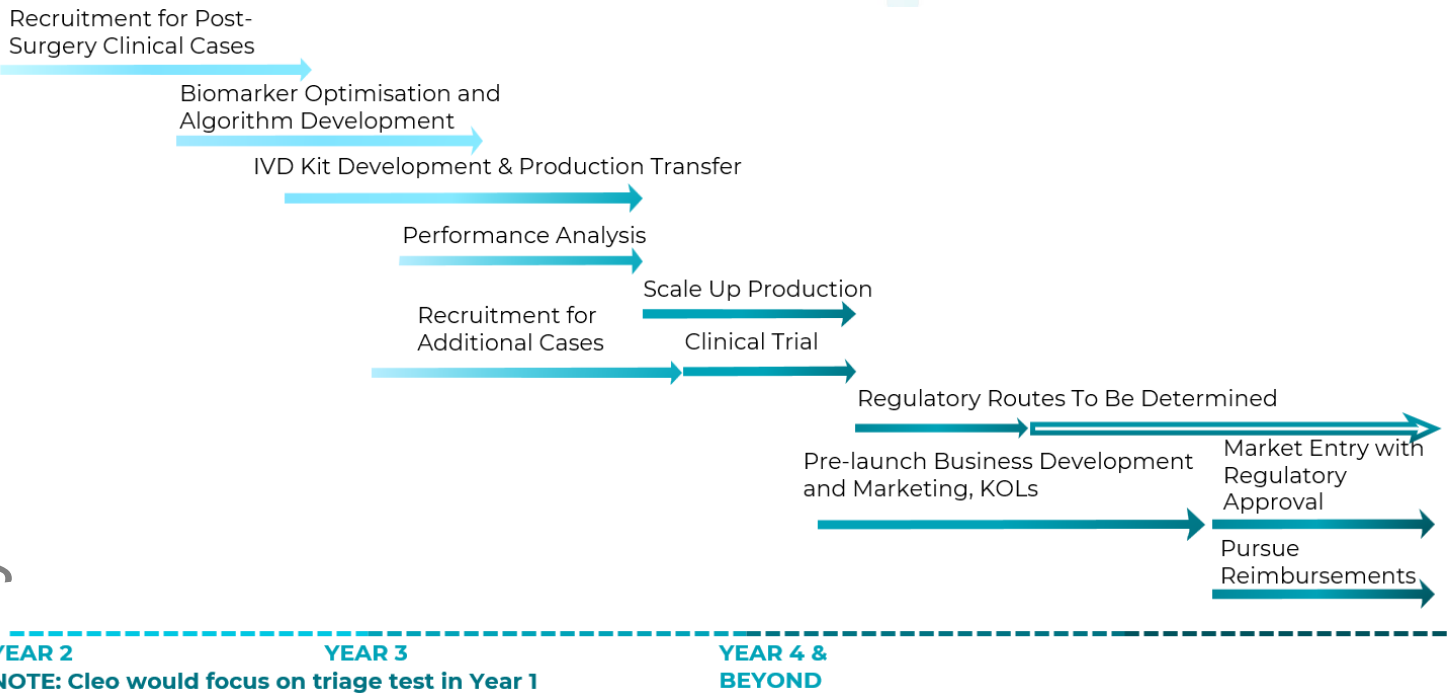 Recruitment for Post-
Surgery Clinical Cases
Biomarker Optimisation and
Algorithm Development
IVD Kit Development & Production Transfer
Performance Analysis
Scale Up Production
Recruitment for
Additional Cases
Clinical Trial
Regulatory Routes To Be Determined
Pre-launch Business Development
and Marketing, KOLs
Market Entry with
Regulatory
Approval
Pursue
Reimbursements
YEAR 2
YEAR 3
YEAR 4 &
BEYOND
NOTE: Cleo would focus on triage test in Year 1